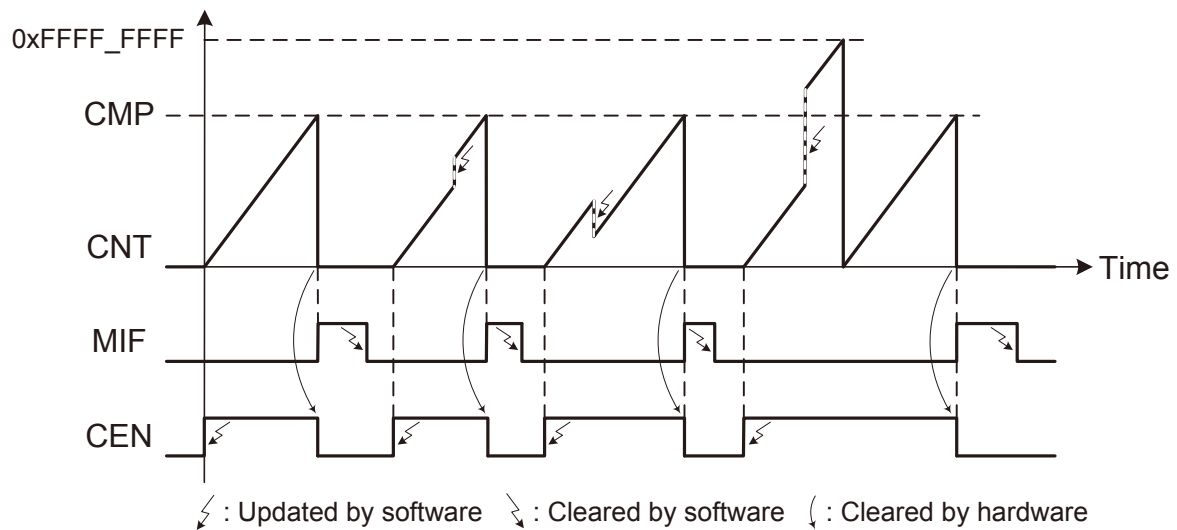 0xFFFF_FFFF
CMP
CNT
Time
MIF
CEN
: Updated by software : Cleared by software : Cleared by hardware